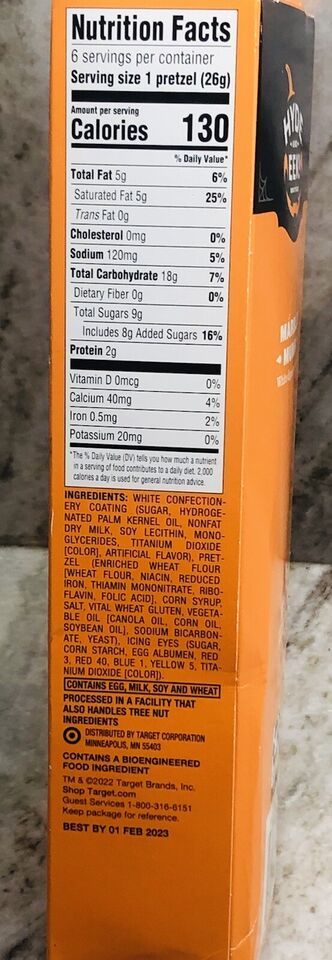 Nutrition Facts
6 servings per container
Serving size 1 pretzel (26g)
Amount per serving
Calories 130
% Daily Value*
Total Fat 5g 6%
Saturated Fat 5g 25%
Trans Fat 0g
Cholesterol 0mg 0%
Sodium 120mg 5%
Total Carbohydrate 18g 7%
Dietary Fiber 0g 0%
Total Sugars 9g
Includes 8g Added Sugars 16%
Protein 2g
Vitamin D 0mcg 0%
Calcium 40mg 4%
Iron 0.5mg 2%
Potassium 20mg 0%
*The % Daily Value (DV) tells you how much a nutrient
in a serving of food contributes to a daily diet. 2,000
calories a day is used for general nutrition advice.
INGREDIENTS: WHITE CONFECTION-
ERY COATING (SUGAR, HYDROGE-
NATED PALM KERNEL OIL, NONFAT
DRY MILK, SOY LECITHIN, MONO-
GLYCERIDES, TITANIUM DIOXIDE
[COLOR], ARTIFICIAL FLAVOR), PRET-
ZEL (ENRICHED WHEAT FLOUR
[WHEAT FLOUR, NIACIN, REDUCED
IRON, THIAMIN MONONITRATE, RIBO-
FLAVIN, FOLIC ACID], CORN SYRUP,
SALT, VITAL WHEAT GLUTEN, VEGETA-
BLE OIL [CANOLA OIL, CORN OIL,
SOYBEAN OIL], SODIUM BICARBON-
ATE, YEAST), ICING EYES (SUGAR,
CORN STARCH, EGG ALBUMEN, RED
3, RED 40, BLUE 1, YELLOW 5, TITA-
NIUM DIOXIDE [COLOR]).
CONTAINS EGG, MILK, SOY AND WHEAT
PROCESSED IN A FACILITY THAT
ALSO HANDLES TREE NUT
INGREDIENTS
DISTRIBUTED BY TARGET CORPORATION
MINNEAPOLIS, MN 55403
CONTAINS A BIOENGINEERED
FOOD INGREDIENT
TM & ©2022 Target Brands, Inc.
Shop Target.com
Guest Services 1-800-316-6151
Keep package for reference.
BEST BY 01 FEB 2023
HYDE